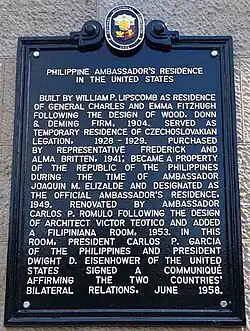 PHILIPPINE AMBASSADOR'S RESIDENCE
IN THE UNITED STATES
BUILT BY WILLIAM P. LIPSCOMB AS RESIDENCE
OF GENERAL CHARLES AND EMMA FITZHUGH
FOLLOWING THE DESIGN OF WOOD, DONN
& DEMING FIRM, 1904. SERVED AS
TEMPORARY RESIDENCE OF CZECHOSLOVAKIAN
LEGATION, 1928-1929. PURCHASED
BY REPRESENTATIVE FREDERICK AND
ALMA BRITTEN, 1941; BECAME A PROPERTY
OF THE REPUBLIC OF THE PHILIPPINES
DURING THE TIME OF AMBASSADOR
JOAQUIN M. ELIZALDE AND DESIGNATED AS
THE OFFICIAL AMBASSADOR'S RESIDENCE,
1949. RENOVATED BY AMBASSADOR
CARLOS P. ROMULO FOLLOWING THE DESIGN
OF ARCHITECT VICTOR TEOTICO AND ADDED
A FILIPINIANA ROOM, 1953. IN THIS
ROOM, PRESIDENT CARLOS P. GARCIA
OF THE PHILIPPINES AND PRESIDENT
DWIGHT D. EISENHOWER OF THE UNITED
STATES SIGNED A COMMUNIQUÉ
AFFIRMING THE TWO COUNTRIES'
BILATERAL RELATIONS, JUNE 1958.